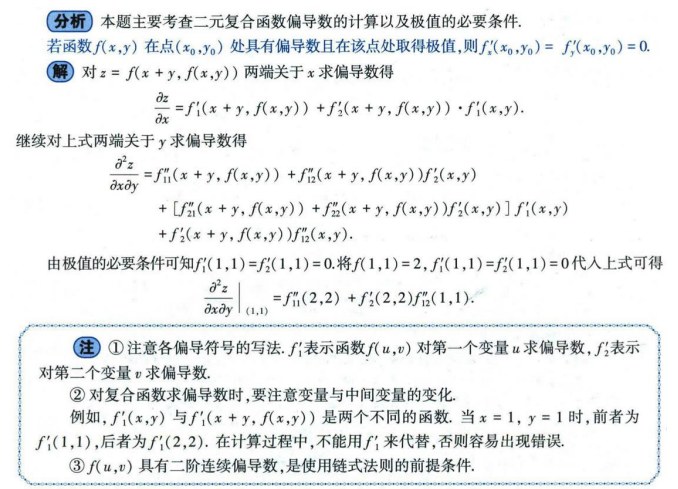 分析 本题主要考查二元复合函数偏导数的计算以及极值的必要条件.
若函数f(x,y) 在点(x₀,y₀) 处具有偏导数且在该点处取得极值,则f′ₓ(x₀,y₀) = f′ᵧ(x₀,y₀) = 0.
解 对z = f(x + y, f(x,y)) 两端关于x 求偏导数得
∂z/∂x = f′₁(x + y, f(x,y)) + f′₂(x + y, f(x,y)) · f′₁(x,y).
继续对上式两端关于 y 求偏导数得
∂²z/∂x∂y = f″₁₁(x + y, f(x,y)) + f″₁₂(x + y, f(x,y))f′₂(x,y)
+ [f″₂₁(x + y, f(x,y)) + f″₂₂(x + y, f(x,y))f′₂(x,y)] f′₁(x,y)
+ f′₂(x + y, f(x,y))f″₁₂(x,y).
由极值的必要条件可知f′₁(1,1) = f′₂(1,1) = 0.将f(1,1) = 2, f′₁(1,1) = f′₂(1,1) = 0代入上式可得
∂²z/∂x∂y |(1,1) = f″₁₁(2,2) + f′₂(2,2)f″₁₂(1,1).
注 ①注意各偏导符号的写法. f′₁表示函数f(u,v) 对第一个变量u 求偏导数, f′₂表示
对第二个变量 v 求偏导数.
② 对复合函数求偏导数时,要注意变量与中间变量的变化.
例如, f′₁(x,y) 与f′₁(x + y, f(x,y)) 是两个不同的函数. 当 x = 1, y = 1 时,前者为
f′₁(1,1),后者为f′₁(2,2). 在计算过程中,不能用f′₁ 来代替,否则容易出现错误.
③ f(u,v) 具有二阶连续偏导数,是使用链式法则的前提条件.